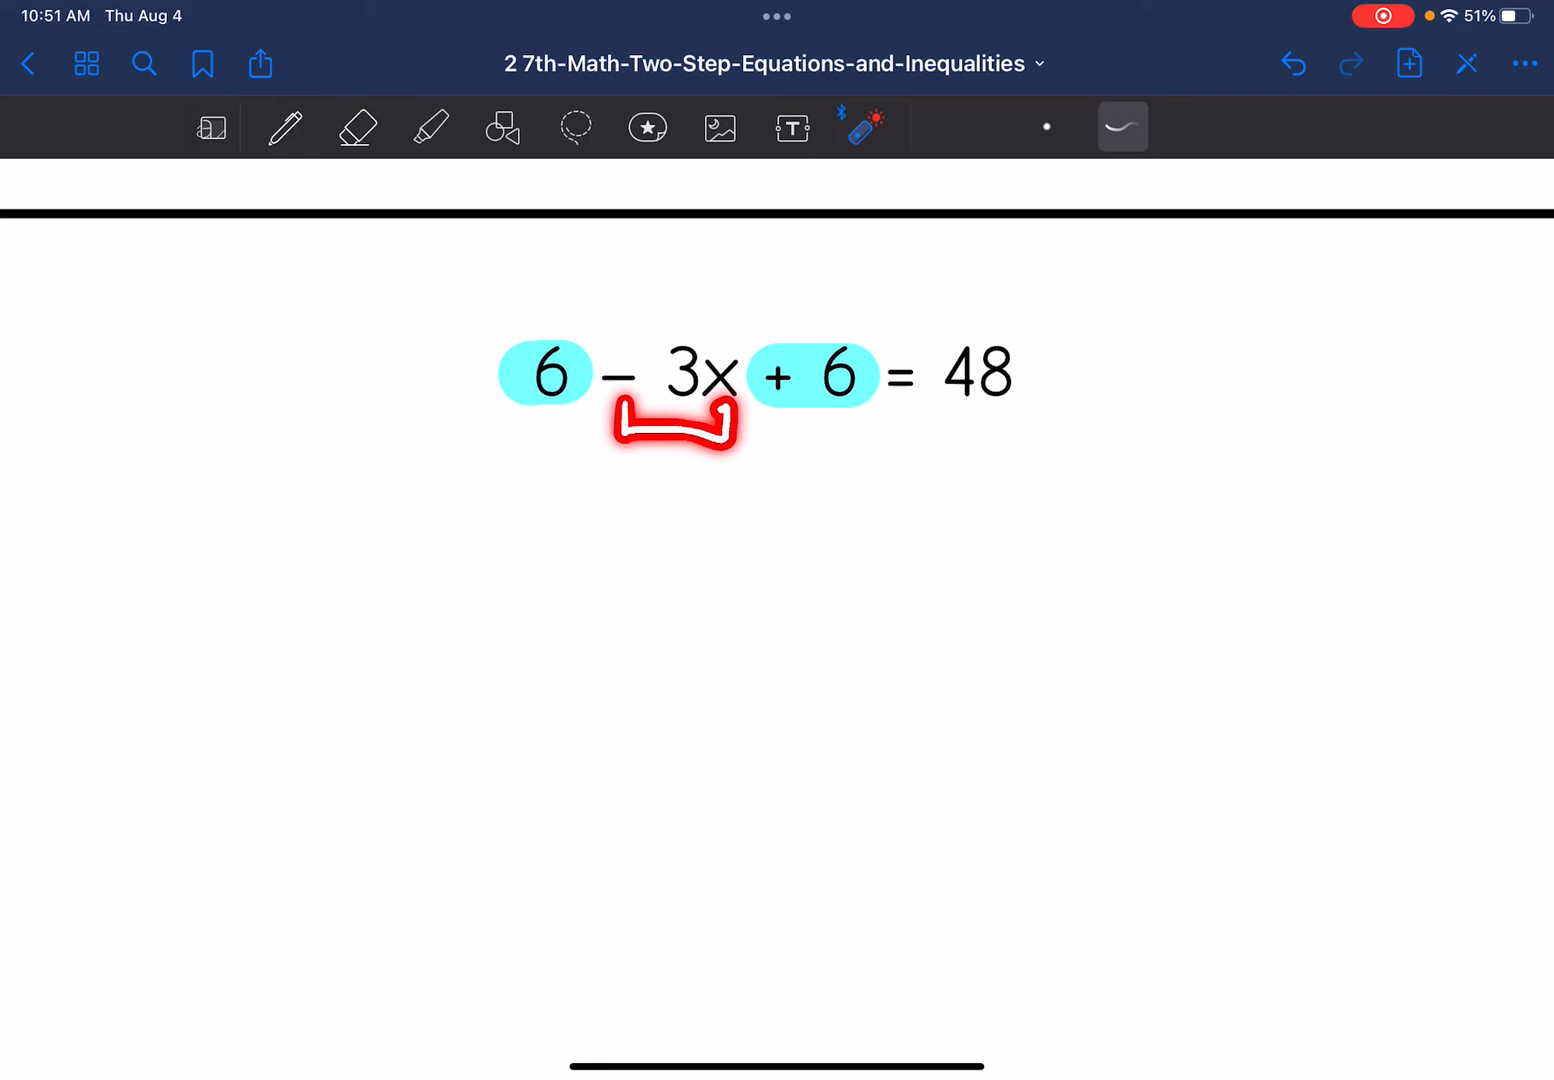 10:51 AM Thu Aug 4
51%
2 7th-Math-Two-Step-Equations-and-Inequalities
T
6 − 3x + 6 = 48